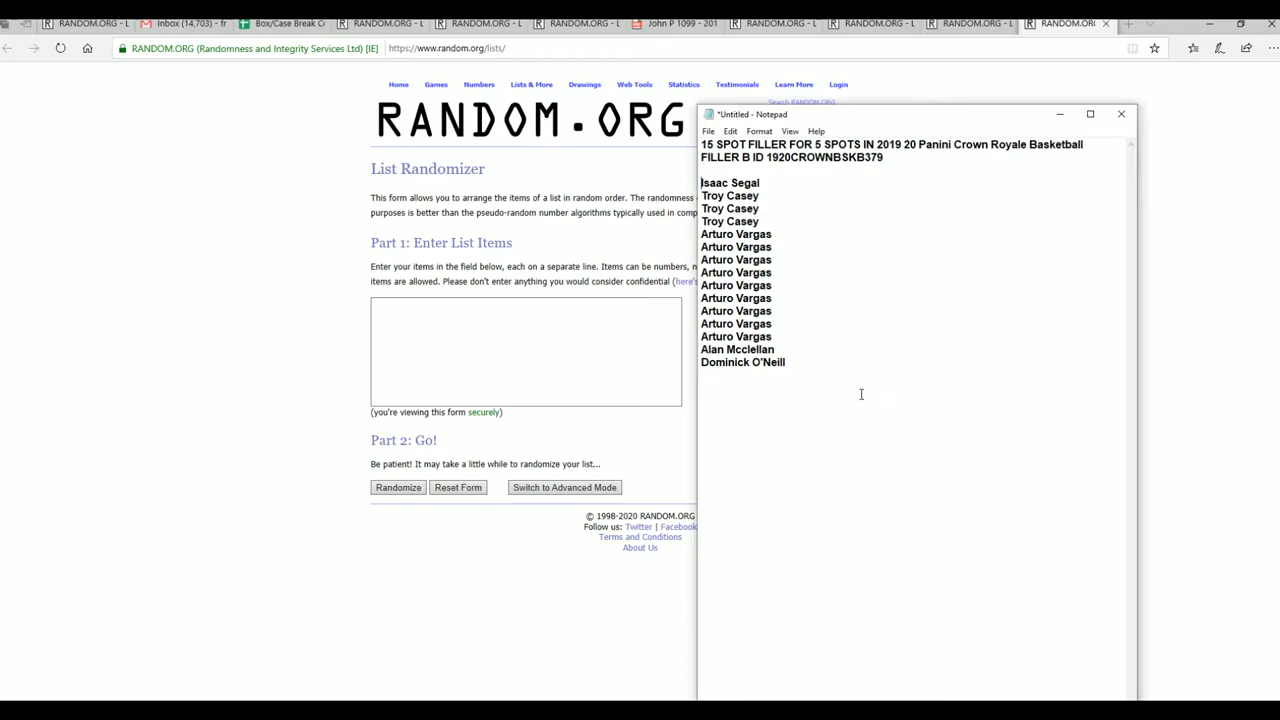 RANDOM.ORG - L
Inbox (14,703) - fr
Box/Case Break C
RANDOM.ORG - L
RANDOM.ORG - L
RANDOM.ORG - L
John P 1099 - 201
RANDOM.ORG - L
RANDOM.ORG - L
RANDOM.ORG - L
RANDOM.ORG
RANDOM.ORG (Randomness and Integrity Services Ltd) [IE]
https://www.random.org/lists/
Home Games Numbers Lists & More Drawings Web Tools Statistics Testimonials Learn More Login
Search RANDOM.ORG
RANDOM.ORG
List Randomizer
This form allows you to arrange the items of a list in random order. The randomness
purposes is better than the pseudo-random number algorithms typically used in comp
Part 1: Enter List Items
Enter your items in the field below, each on a separate line. Items can be numbers, n
items are allowed. Please don't enter anything you would consider confidential (here's
(you're viewing this form securely)
Part 2: Go!
Be patient! It may take a little while to randomize your list...
Randomize Reset Form Switch to Advanced Mode
© 1998-2020 RANDOM.ORG
Follow us: Twitter | Facebook
Terms and Conditions
About Us
*Untitled - Notepad
File Edit Format View Help
15 SPOT FILLER FOR 5 SPOTS IN 2019 20 Panini Crown Royale Basketball
FILLER B ID 1920CROWNBSKB379
Isaac Segal
Troy Casey
Troy Casey
Troy Casey
Arturo Vargas
Arturo Vargas
Arturo Vargas
Arturo Vargas
Arturo Vargas
Arturo Vargas
Arturo Vargas
Arturo Vargas
Arturo Vargas
Alan Mcclellan
Dominick O'Neill